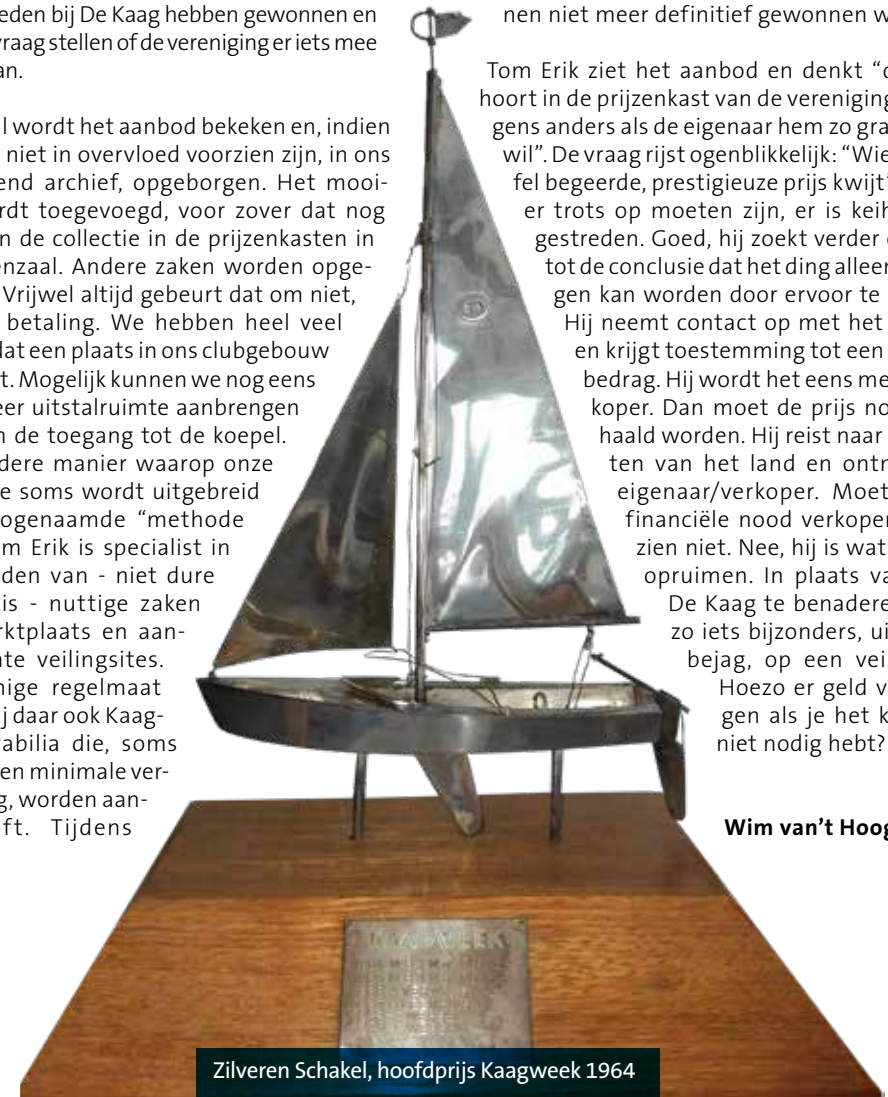 eden bij De Kaag hebben gewonnen en
vraag stellen of de vereniging er iets mee
an.
l wordt het aanbod bekeken en, indien
niet in overvloed voorzien zijn, in ons
end archief, opgeborgen. Het mooi-
rdt toegevoegd, voor zover dat nog
n de collectie in de prijzenkasten in
enzaal. Andere zaken worden opge-
Vrijwel altijd gebeurt dat om niet,
betaling. We hebben heel veel
dat een plaats in ons clubgebouw
t. Mogelijk kunnen we nog eens
eer uitstalruimte aanbrengen
n de toegang tot de koepel.
dere manier waarop onze
e soms wordt uitgebreid
ogenaamde “methode
m Erik is specialist in
den van - niet dure
is - nuttige zaken
rktplaats en aan-
te veilingsites.
nige regelmaat
j daar ook Kaag-
abilia die, soms
en minimale ver-
g, worden aan-
ft. Tijdens
nen niet meer definitief gewonnen w
Tom Erik ziet het aanbod en denkt “d
hoort in de prijzenkast van de vereniging
gens anders als de eigenaar hem zo gra
wil”. De vraag rijst ogenblikkelijk: “Wie
fel begeerde, prestigieuze prijs kwijt”
er trots op moeten zijn, er is keih
gestreden. Goed, hij zoekt verder e
tot de conclusie dat het ding alleen
gen kan worden door ervoor te
Hij neemt contact op met het
en krijgt toestemming tot een
bedrag. Hij wordt het eens me
koper. Dan moet de prijs no
haald worden. Hij reist naar
ten van het land en ontm
eigenaar/verkoper. Moet
financiële nood verkopen
zien niet. Nee, hij is wat
opruimen. In plaats va
De Kaag te benadere
zo iets bijzonders, ui
bejag, op een vei
Hoezo er geld v
gen als je het k
niet nodig hebt?
Wim van’t Hoog
KAAGWEEK
Zilveren Schakel, hoofdprijs Kaagweek 1964